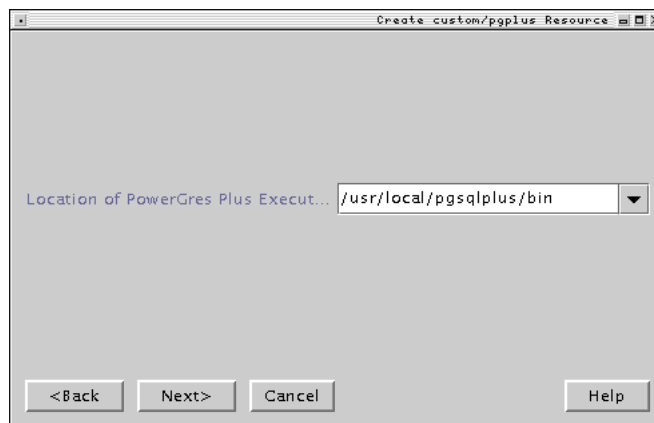 Create custom/pgplus Resource
Location of PowerGres Plus Execut... /usr/local/pgsqlplus/bin
<Back Next> Cancel Help